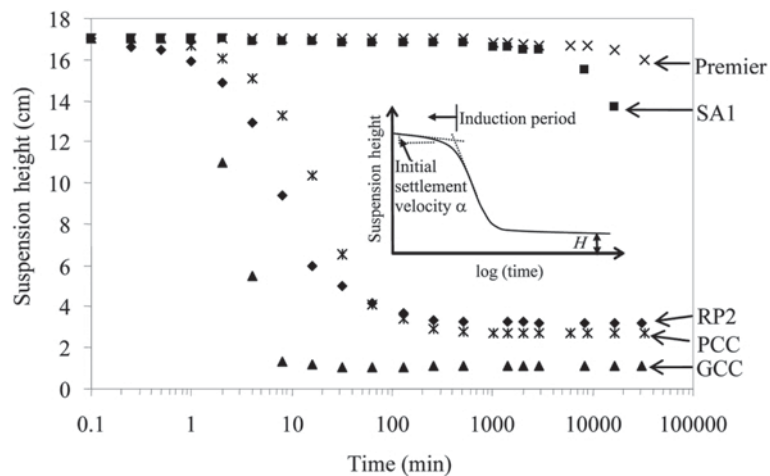 18
16
14
12
10
8
6
4
2
0
Suspension height (cm)
Premier
SA1
RP2
PCC
GCC
Suspension height
Induction period
Initial
settlement
velocity α
H
log (time)
0.1 1 10 100 1000 10000 100000
Time (min)